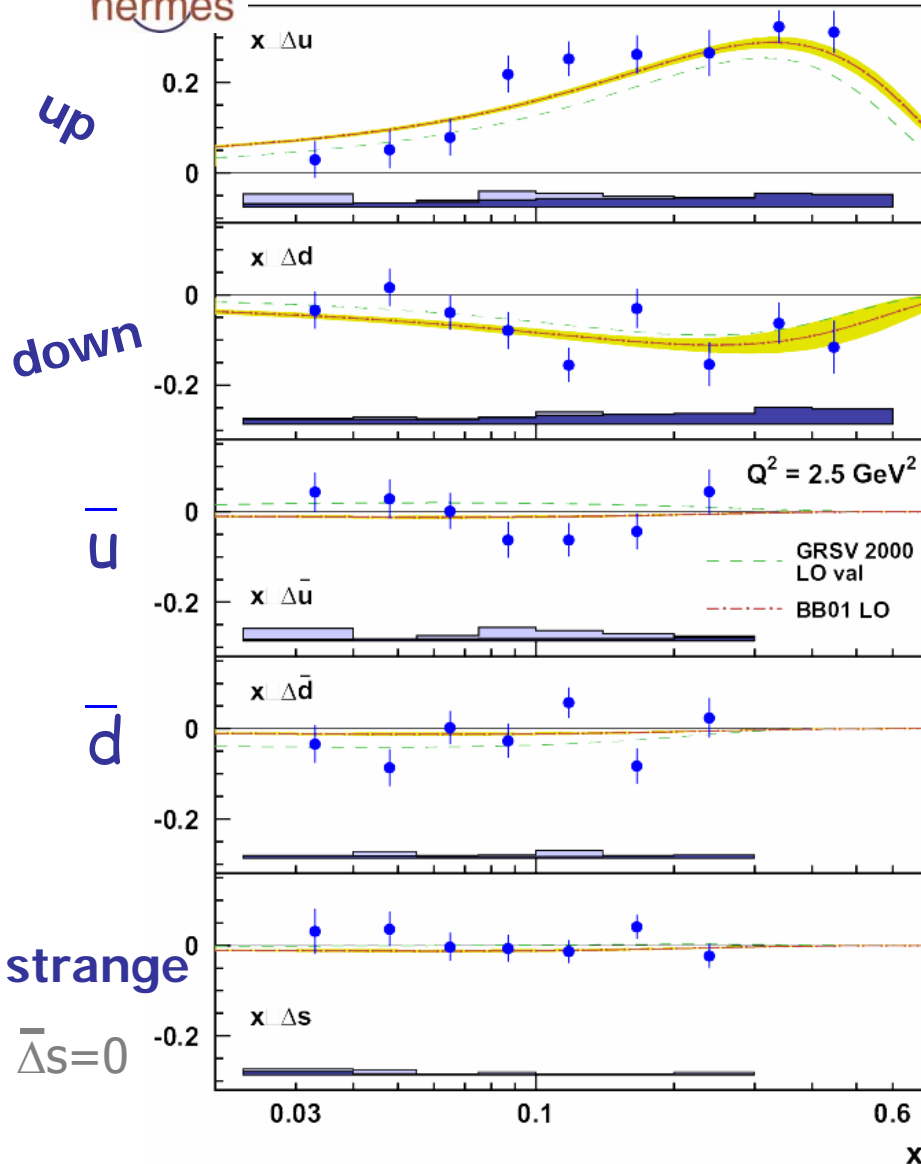 hermes
x Δu
0.2
0
up
x Δd
0
-0.2
down
Q² = 2.5 GeV²
0
-0.2
u̅
GRSV 2000
LO val
BB01 LO
x Δu̅
x Δd̅
0
-0.2
d̅
0
-0.2
strange
x Δs
Δ̅s=0
0.03
0.1
0.6
x